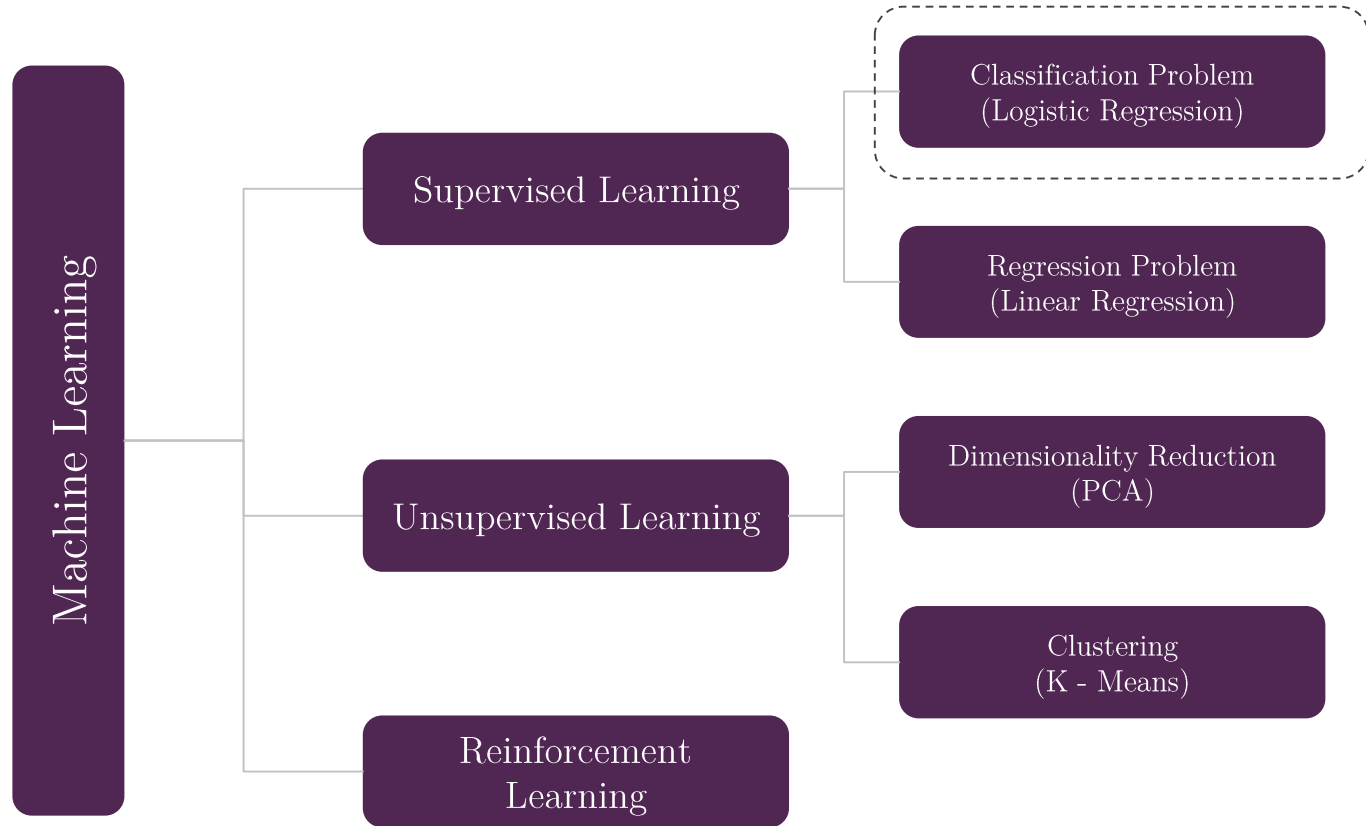 Machine Learning
Supervised Learning
Classification Problem
(Logistic Regression)
Regression Problem
(Linear Regression)
Unsupervised Learning
Dimensionality Reduction
(PCA)
Clustering
(K - Means)
Reinforcement
Learning